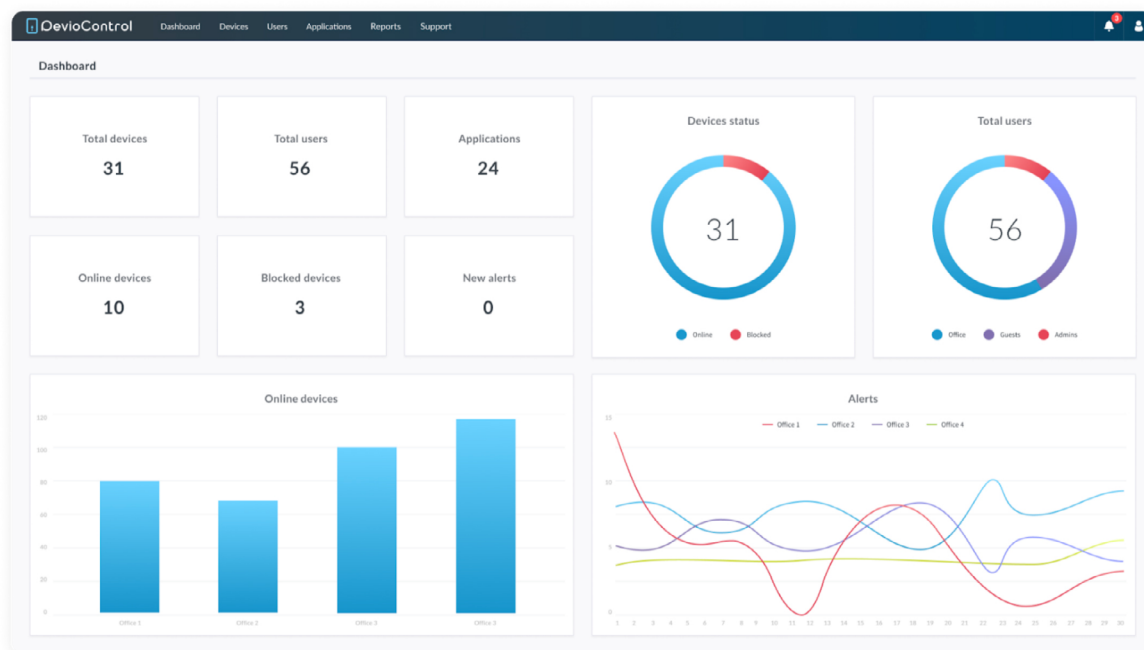 DevioControl
Dashboard Devices Users Applications Reports Support
3
Dashboard
Total devices
31
Total users
56
Applications
24
Online devices
10
Blocked devices
3
New alerts
0
Devices status
31
Online Blocked
Total users
56
Office Guests Admins
Online devices
120
100
80
60
40
20
0
Office 1 Office 2 Office 3 Office 3
Alerts
Office 1 Office 2 Office 3 Office 4
15
10
5
0
1 2 3 4 5 6 7 8 9 10 11 12 13 14 15 16 17 18 19 20 21 22 23 24 25 26 27 28 29 30